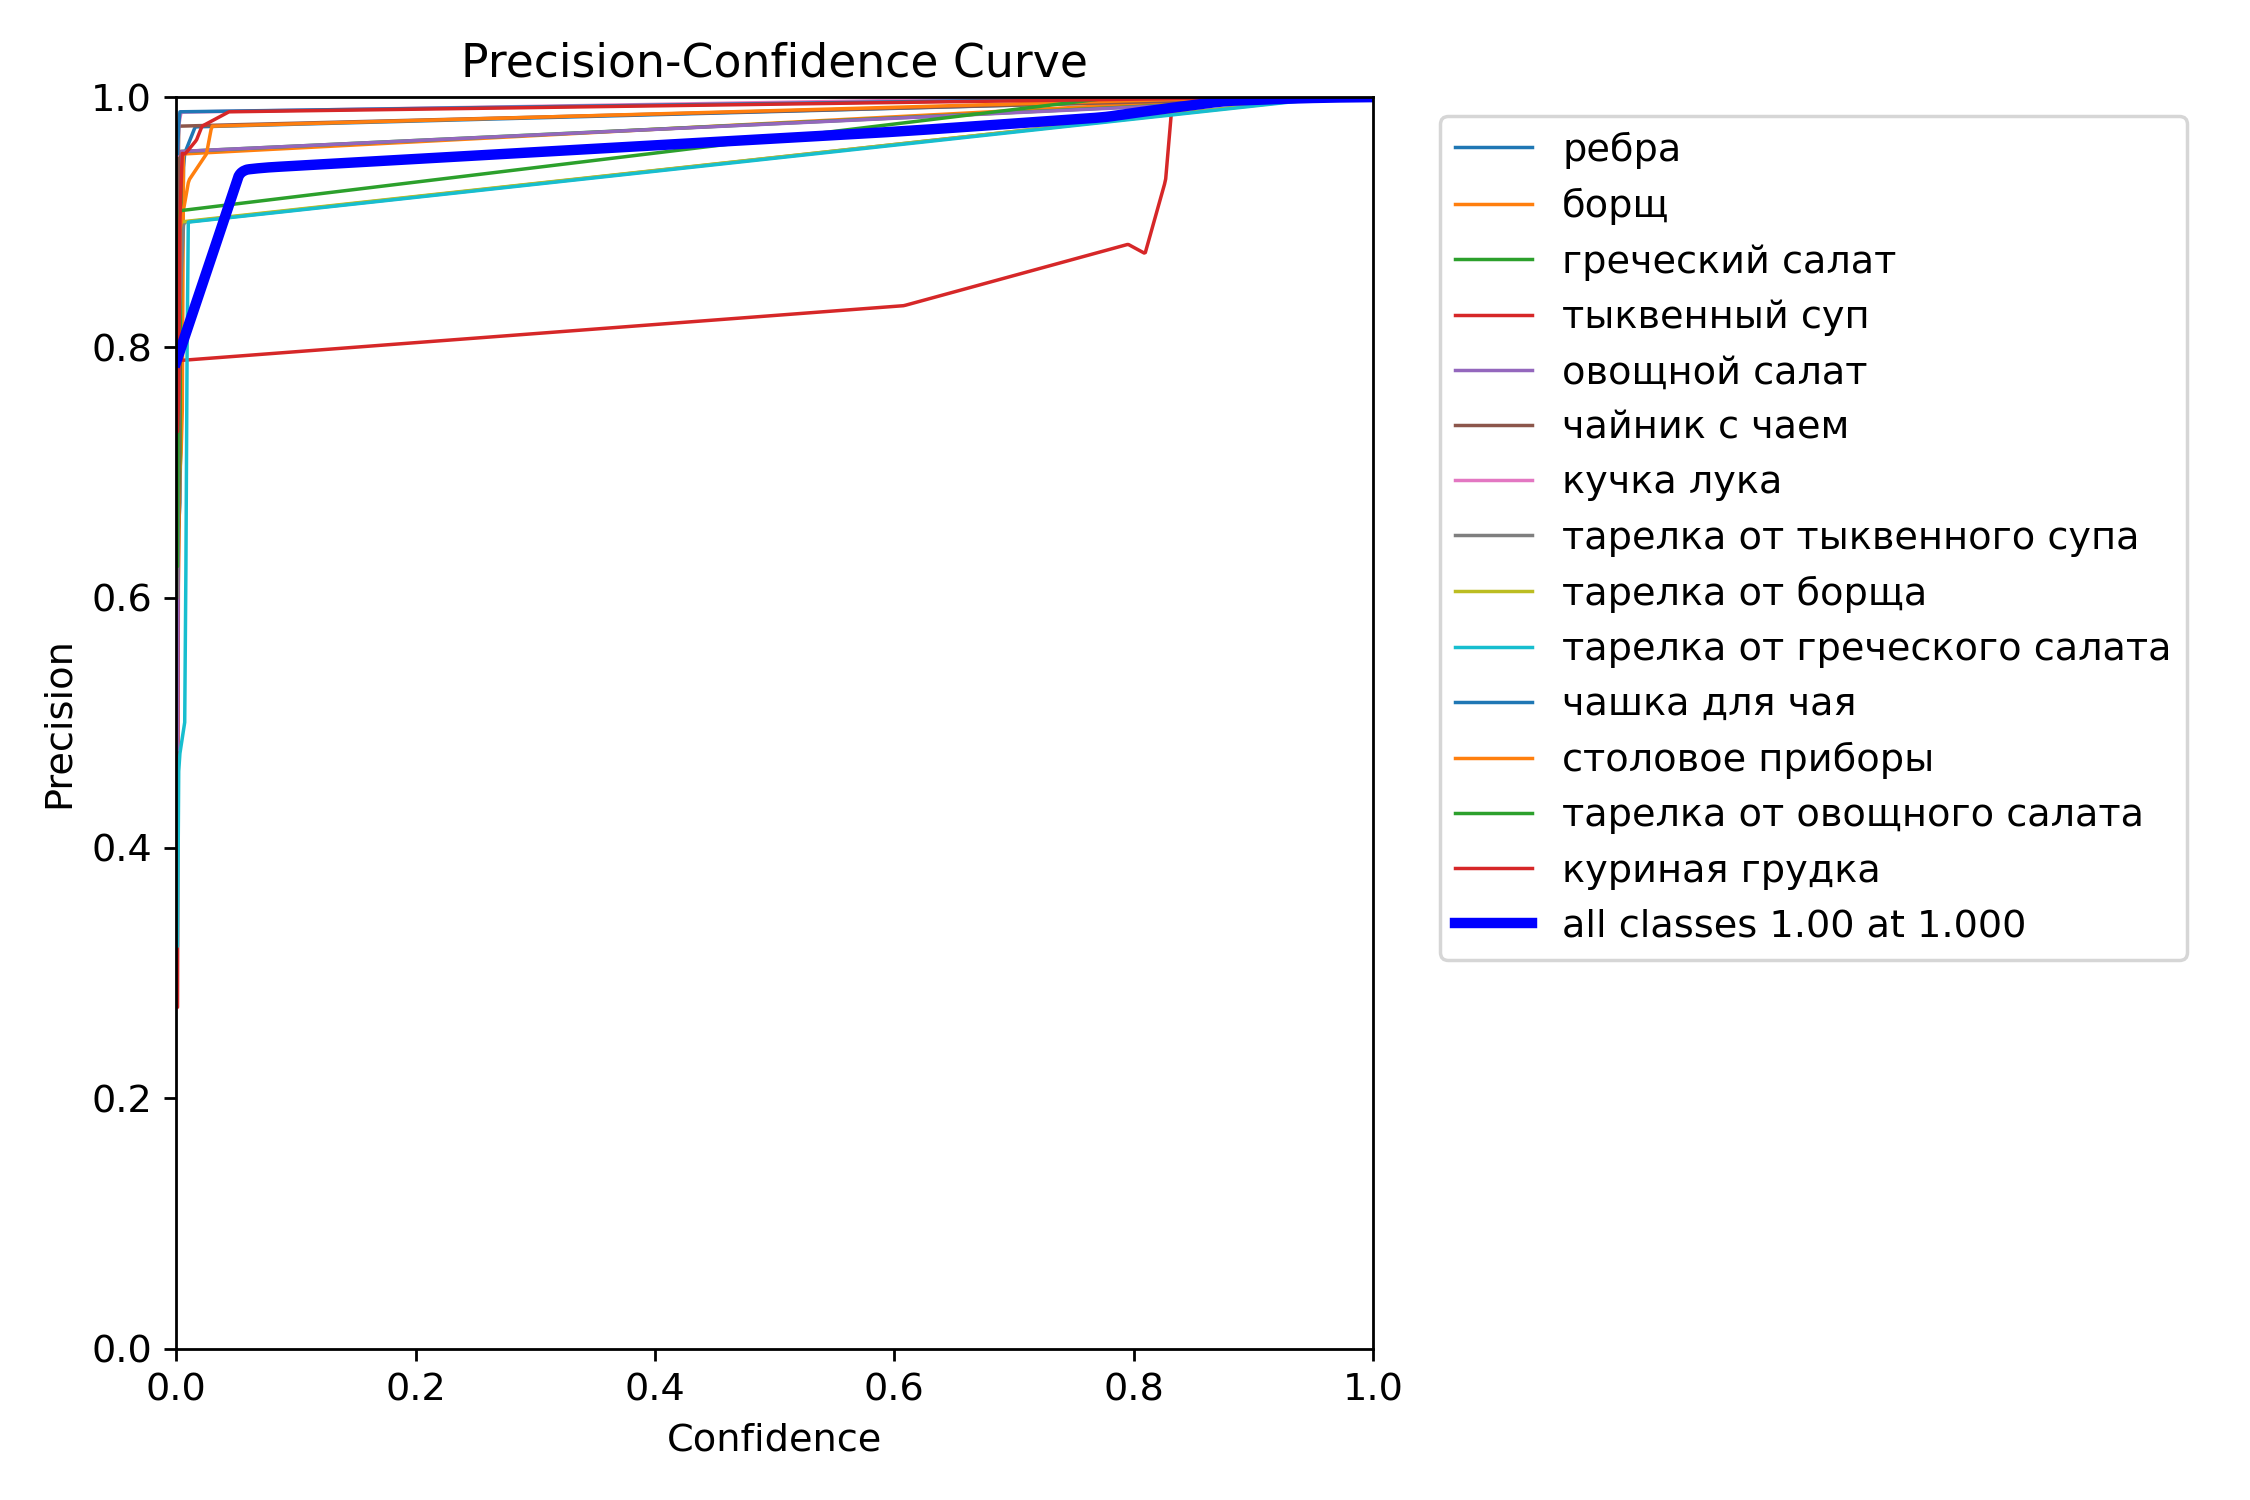 Precision-Confidence Curve
1.0
0.8
0.6
0.4
0.2
0.0
Precision
0.0 0.2 0.4 0.6 0.8 1.0
Confidence
ребра
борщ
греческий салат
тыквенный суп
овощной салат
чайник с чаем
кучка лука
тарелка от тыквенного супа
тарелка от борща
тарелка от греческого салата
чашка для чая
столовое приборы
тарелка от овощного салата
куриная грудка
all classes 1.00 at 1.000